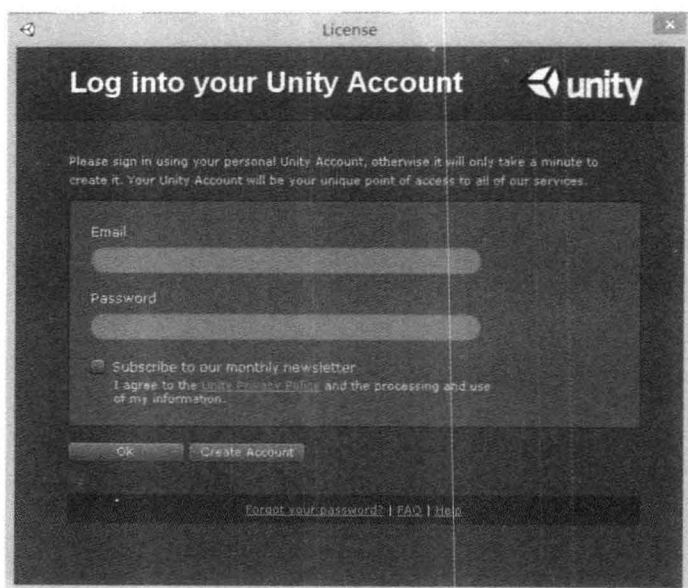 License
Log into your Unity Account
unity
Please sign in using your personal Unity Account, otherwise it will only take a minute to
create it. Your Unity Account will be your unique point of access to all of our services.
Email
Password
Subscribe to our monthly newsletter
I agree to the Unity Privacy Policy and the processing and use
of my information.
OK Create Account
Forgot your password? | FAQ | Help